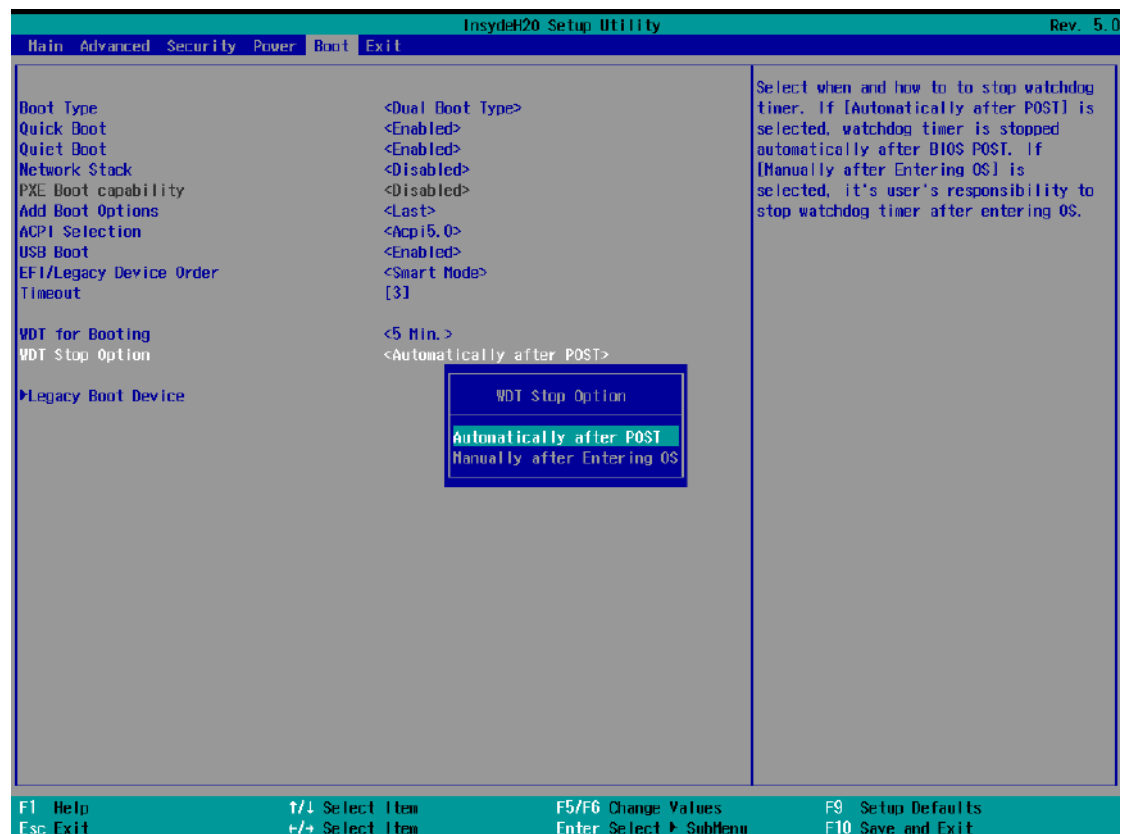 InsydeH20 Setup Utility Rev. 5.0
Main Advanced Security Power Boot Exit
Boot Type <Dual Boot Type>
Quick Boot <Enabled>
Quiet Boot <Enabled>
Network Stack <Disabled>
PXE Boot capability <Disabled>
Add Boot Options <Last>
ACPI Selection <Acpi5.0>
USB Boot <Enabled>
EFI/Legacy Device Order <Smart Mode>
Timeout [3]
WDT for Booting <5 Min.>
WDT Stop Option <Automatically after POST>
▶Legacy Boot Device
WDT Stop Option
Automatically after POST
Manually after Entering OS
Select when and how to to stop watchdog
timer. If [Automatically after POST] is
selected, watchdog timer is stopped
automatically after BIOS POST. If
[Manually after Entering OS] is
selected, it's user's responsibility to
stop watchdog timer after entering OS.
F1 Help ↑/↓ Select Item F5/F6 Change Values F9 Setup Defaults
Esc Exit ←/→ Select Item Enter Select ▶ SubMenu F10 Save and Exit